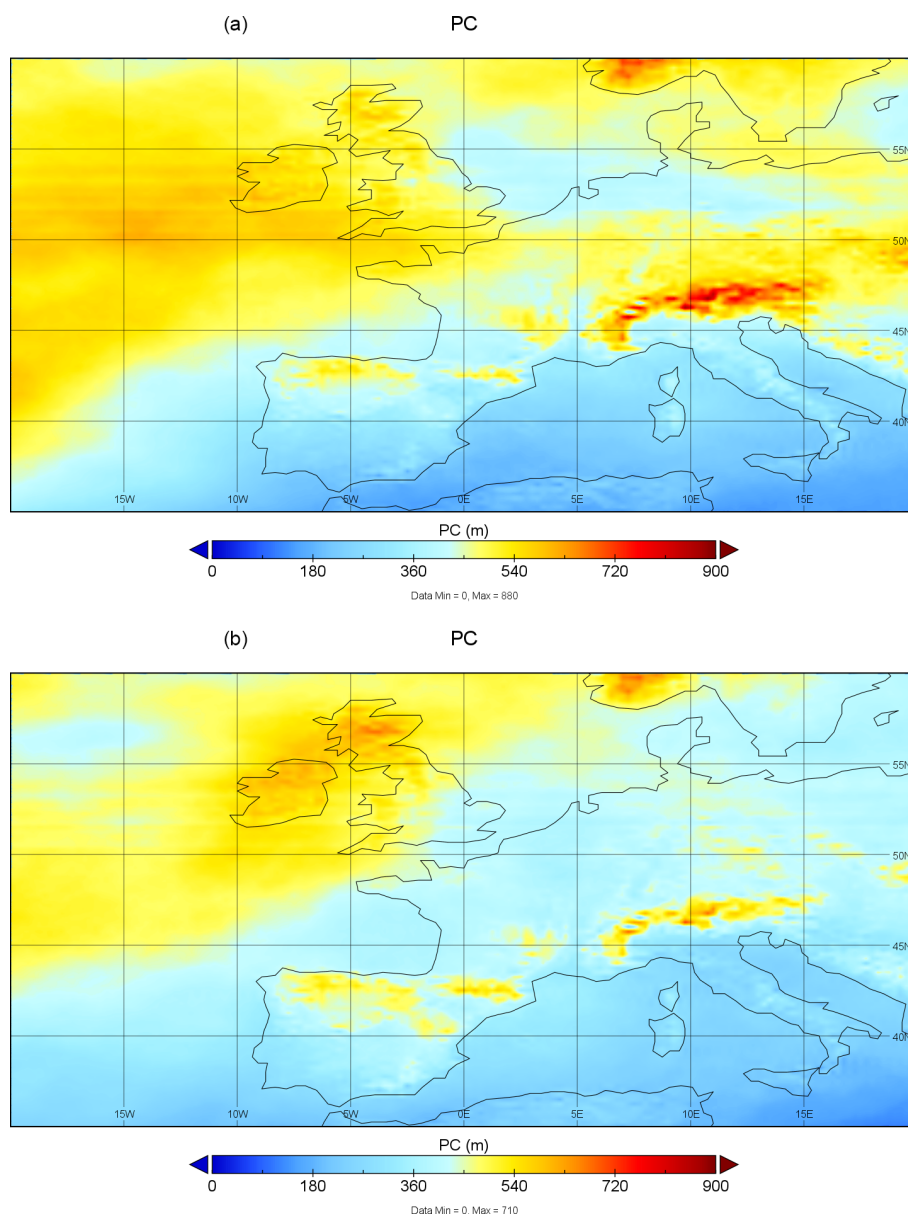 (a) PC
55N
50N
45N
40N
15W 10W 5W 0E 5E 10E 15E
PC (m)
0 180 360 540 720 900
Data Min = 0, Max = 880
(b) PC
55N
50N
45N
40N
15W 10W 5W 0E 5E 10E 15E
PC (m)
0 180 360 540 720 900
Data Min = 0. Max = 710